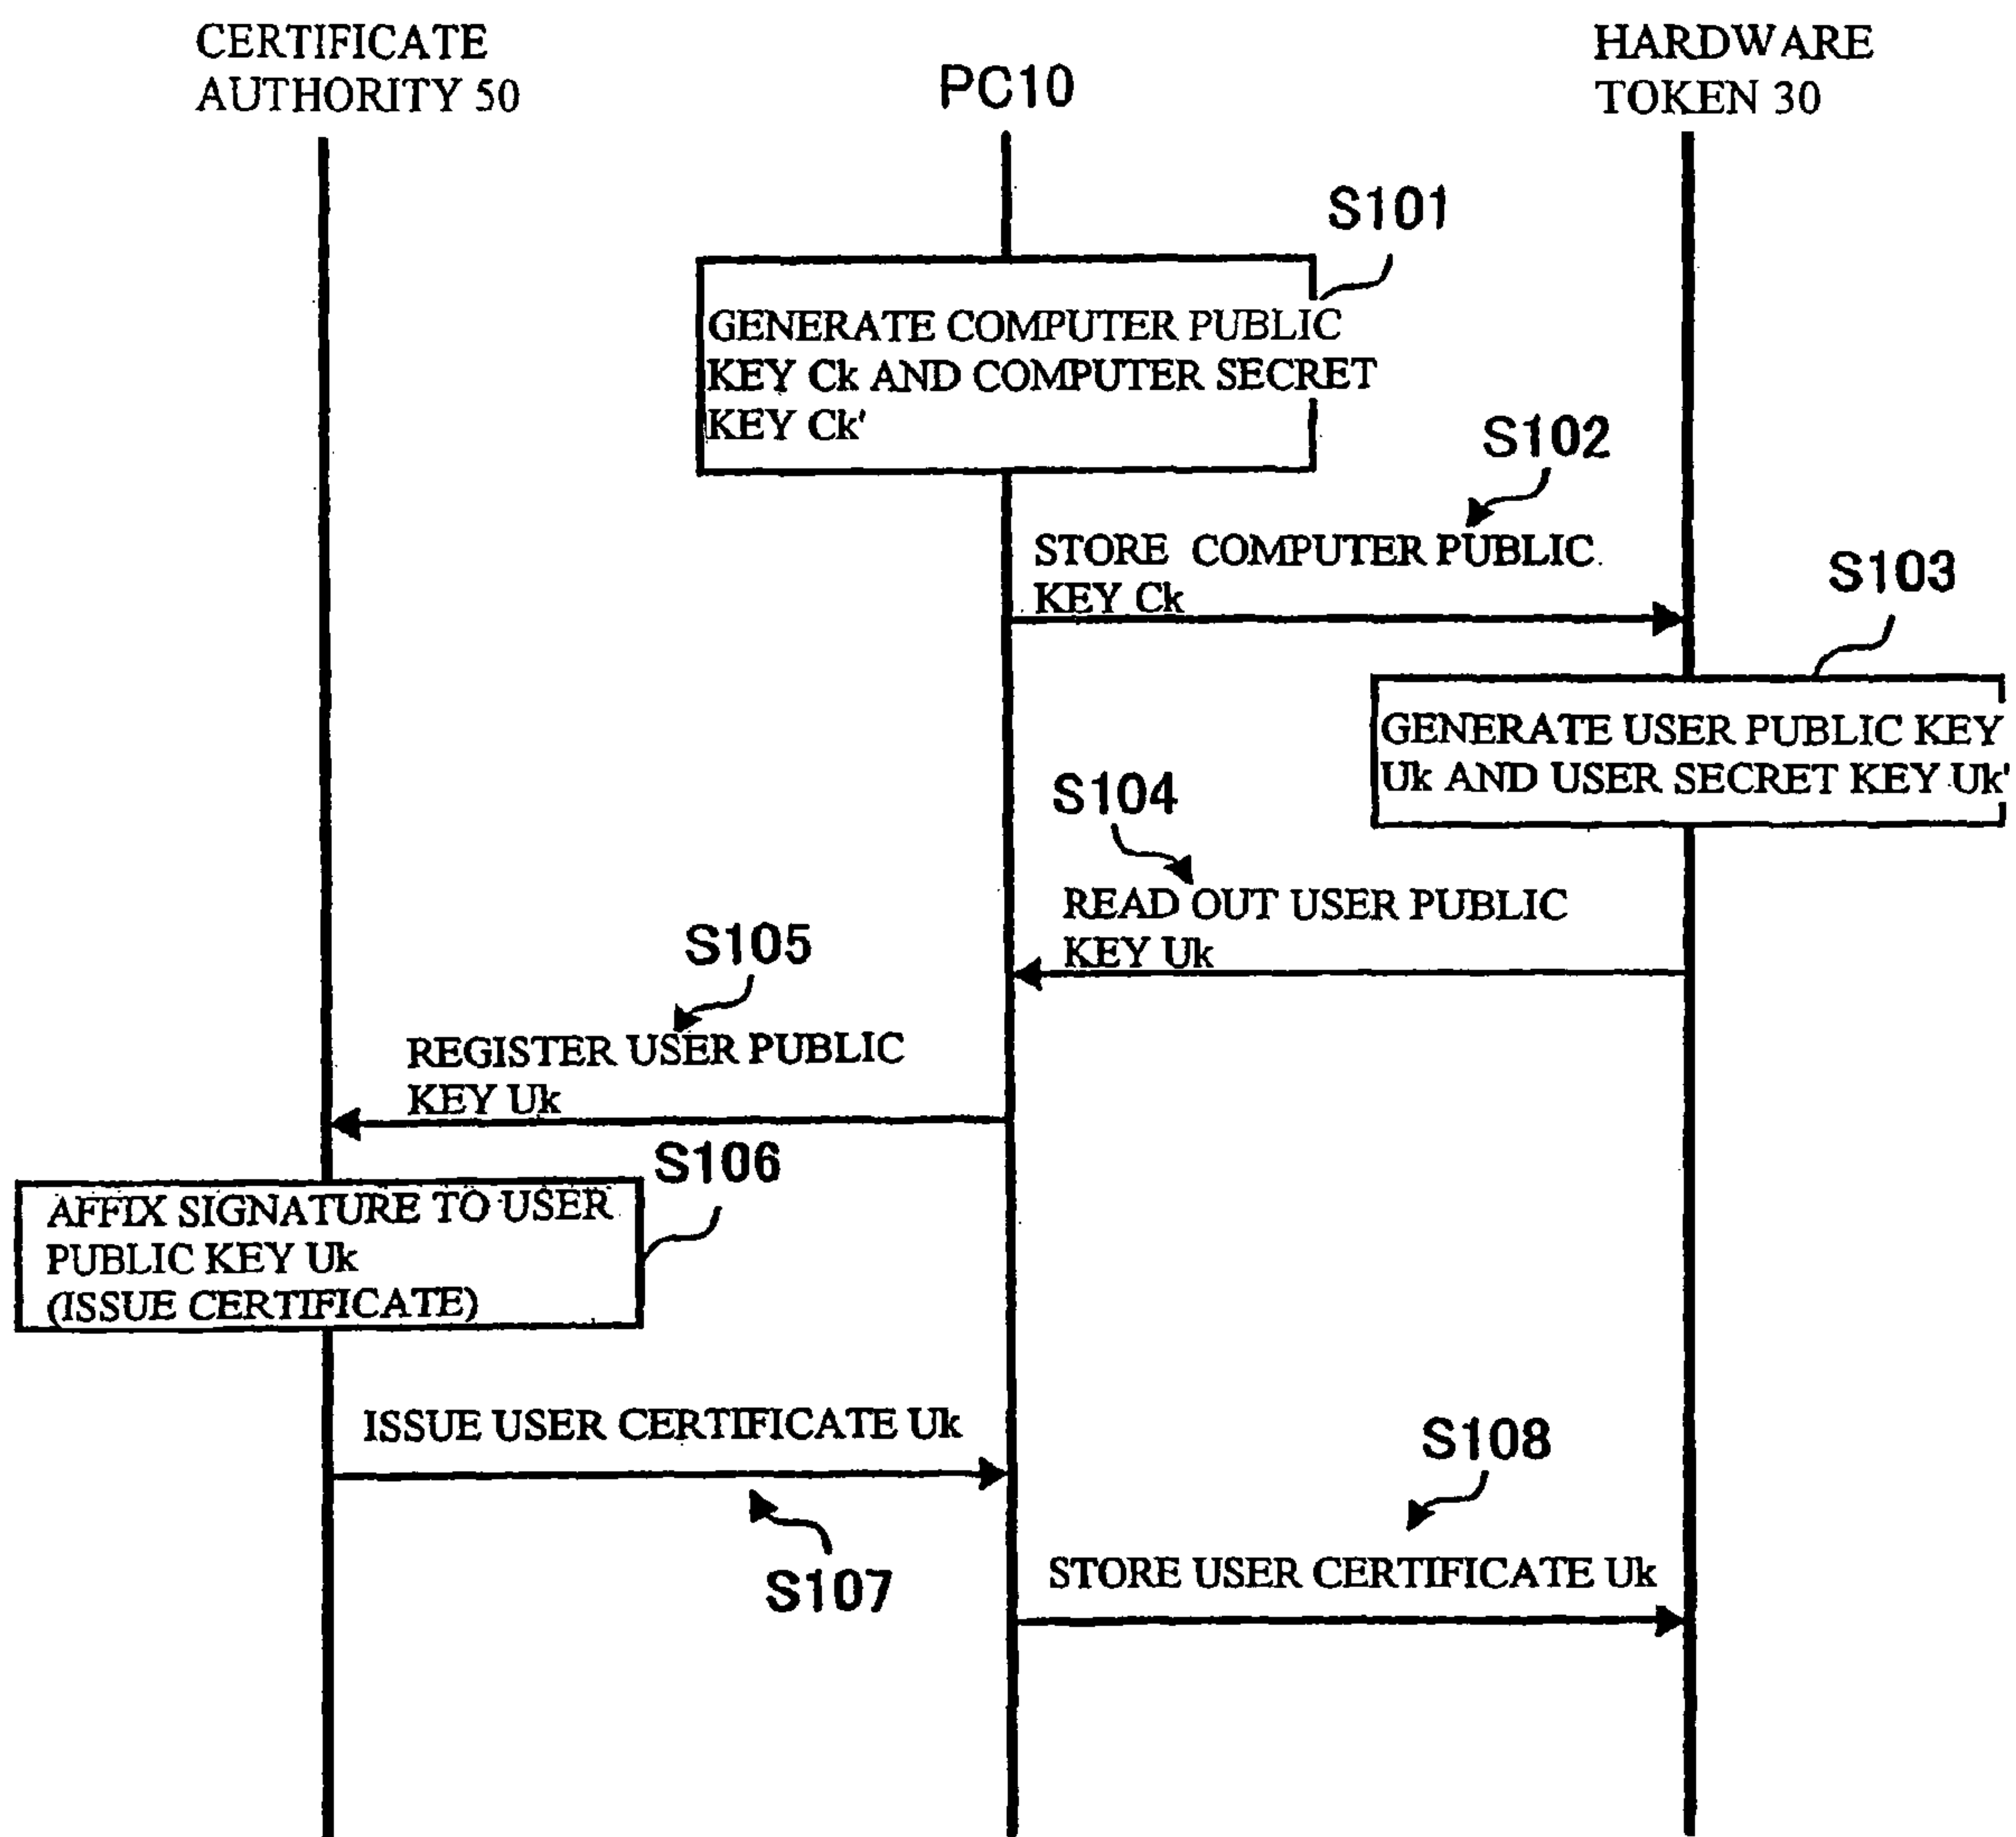 CERTIFICATE
AUTHORITY 50
PC10
HARDWARE
TOKEN 30
S101
GENERATE COMPUTER PUBLIC
KEY Ck AND COMPUTER SECRET
KEY Ck'
S102
STORE COMPUTER PUBLIC
KEY Ck
S103
GENERATE USER PUBLIC KEY
Uk AND USER SECRET KEY Uk'
S104
READ OUT USER PUBLIC
KEY Uk
S105
REGISTER USER PUBLIC
KEY Uk
S106
AFFIX SIGNATURE TO USER
PUBLIC KEY Uk
(ISSUE CERTIFICATE)
ISSUE USER CERTIFICATE Uk
S107
S108
STORE USER CERTIFICATE Uk